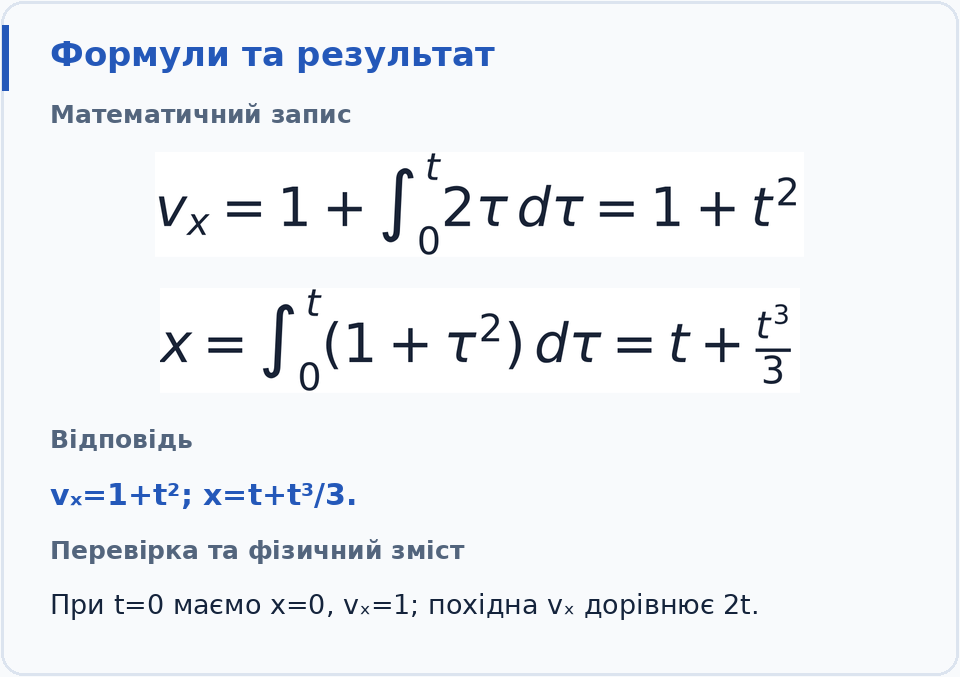 Формули та результат
Математичний запис
vₓ = 1 + ∫₀ᵗ 2τ dτ = 1 + t²
x = ∫₀ᵗ (1 + τ²) dτ = t + t³/3
Відповідь
vₓ=1+t²; x=t+t³/3.
Перевірка та фізичний зміст
При t=0 маємо x=0, vₓ=1; похідна vₓ дорівнює 2t.